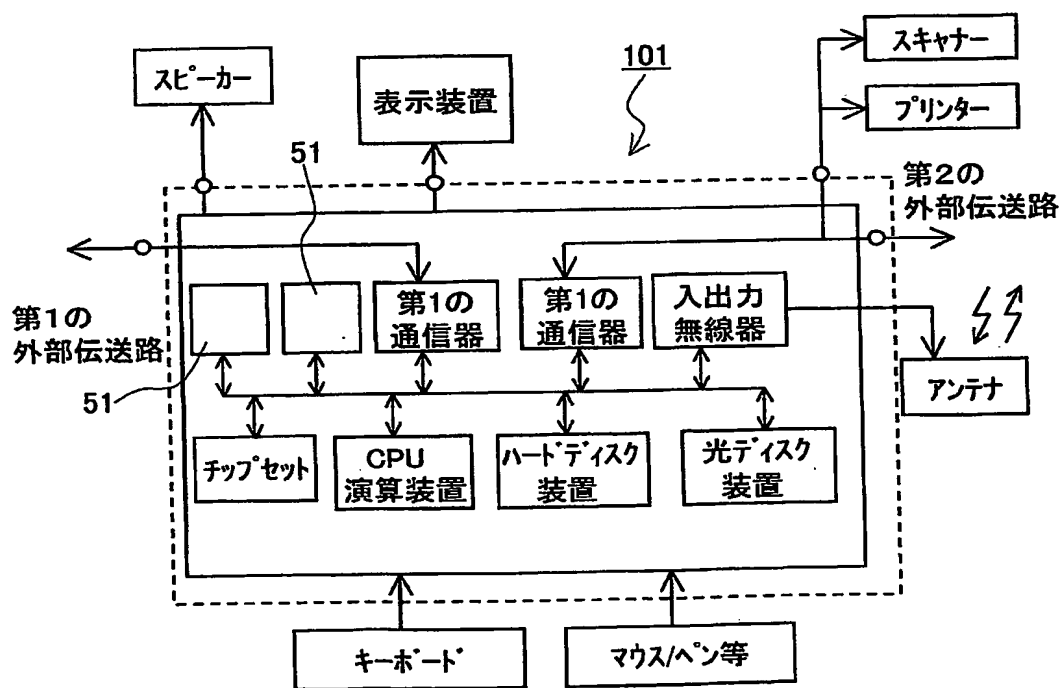 スピーカー
表示装置
101
スキャナー
プリンター
51
第2の
外部伝送路
第1の
外部伝送路
51
第1の
通信器
第1の
通信器
入出力
無線器
アンテナ
チップセット
CPU
演算装置
ハードディスク
装置
光ディスク
装置
キーボード
マウス/ペン等